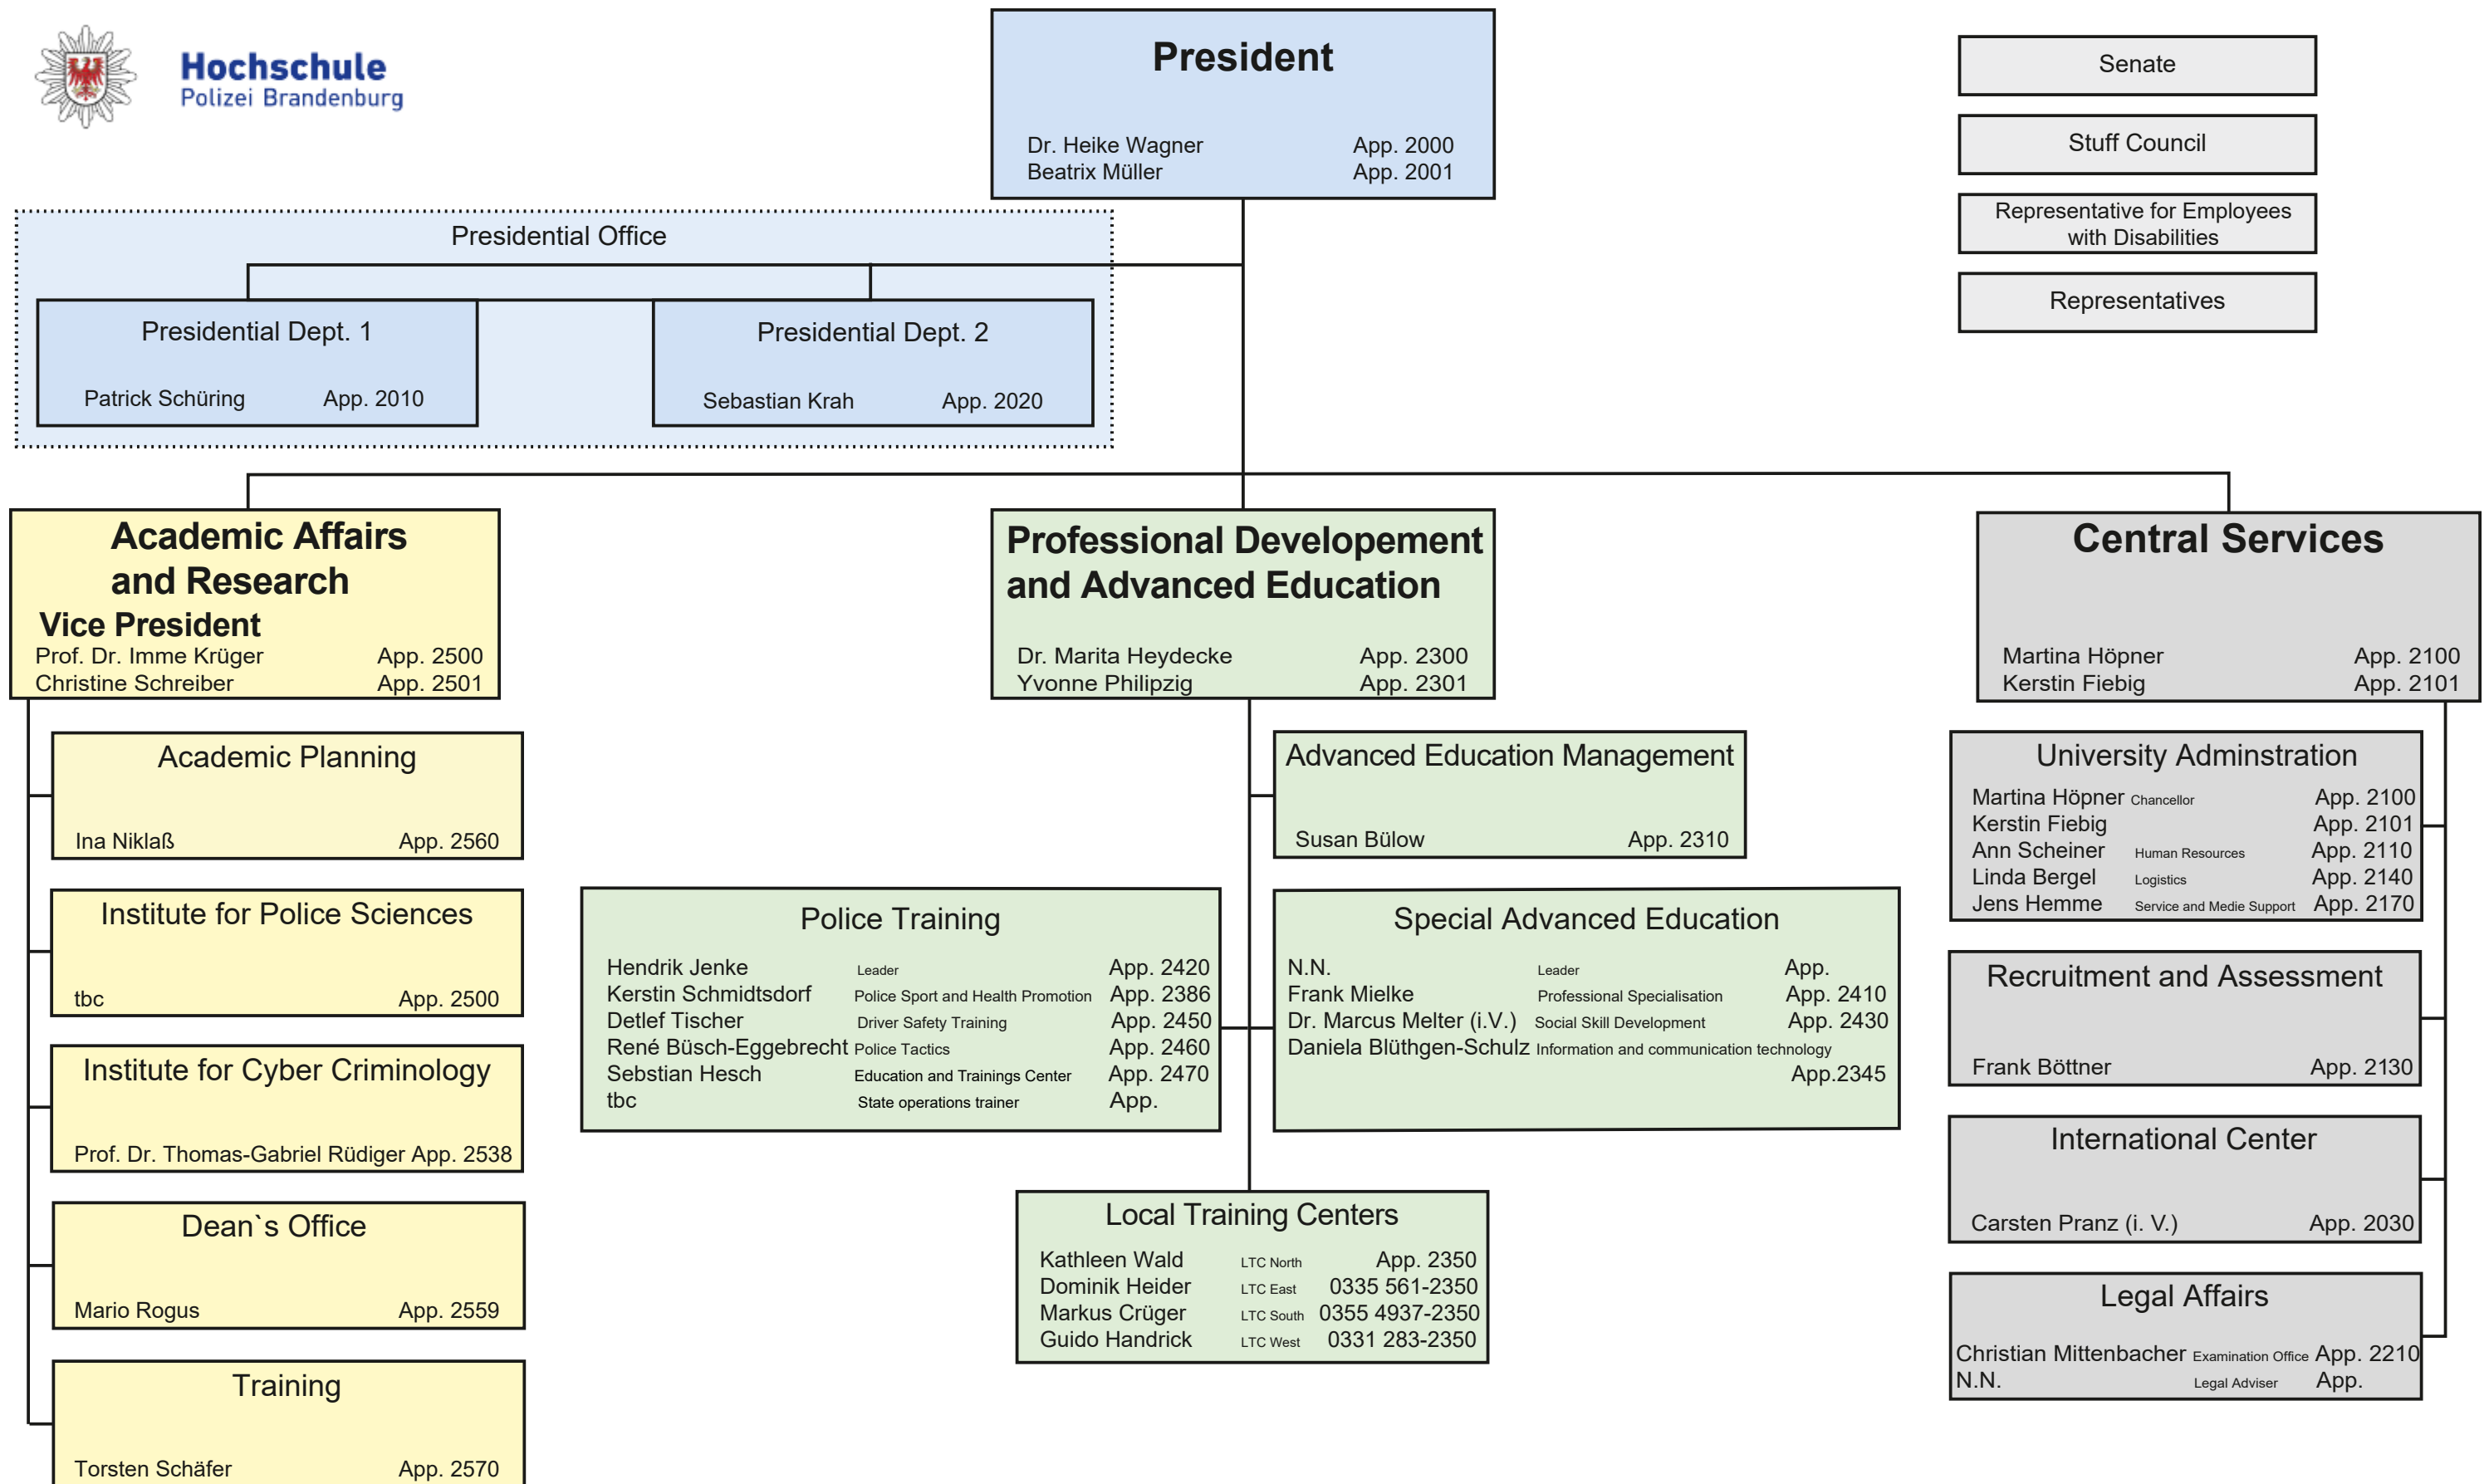 Hochschule
Polizei Brandenburg
President
Dr. Heike Wagner App. 2000
Beatrix Müller App. 2001
Senate
Stuff Council
Representative for Employees
with Disabilities
Representatives
Presidential Office
Presidential Dept. 1
Patrick Schüring App. 2010
Presidential Dept. 2
Sebastian Krah App. 2020
Academic Affairs
and Research
Vice President
Prof. Dr. Imme Krüger App. 2500
Christine Schreiber App. 2501
Academic Planning
Ina Niklaß App. 2560
Institute for Police Sciences
tbc App. 2500
Institute for Cyber Criminology
Prof. Dr. Thomas-Gabriel Rüdiger App. 2538
Dean`s Office
Mario Rogus App. 2559
Training
Torsten Schäfer App. 2570
Professional Developement
and Advanced Education
Dr. Marita Heydecke App. 2300
Yvonne Philipzig App. 2301
Advanced Education Management
Susan Bülow App. 2310
Police Training
Hendrik Jenke Leader App. 2420
Kerstin Schmidtsdorf Police Sport and Health Promotion App. 2386
Detlef Tischer Driver Safety Training App. 2450
René Büsch-Eggebrecht Police Tactics App. 2460
Sebstian Hesch Education and Trainings Center App. 2470
tbc State operations trainer App.
Special Advanced Education
N.N. Leader App.
Frank Mielke Professional Specialisation App. 2410
Dr. Marcus Melter (i.V.) Social Skill Development App. 2430
Daniela Blüthgen-Schulz Information and communication technology
App.2345
Local Training Centers
Kathleen Wald LTC North App. 2350
Dominik Heider LTC East 0335 561-2350
Markus Crüger LTC South 0355 4937-2350
Guido Handrick LTC West 0331 283-2350
Central Services
Martina Höpner App. 2100
Kerstin Fiebig App. 2101
University Adminstration
Martina Höpner Chancellor App. 2100
Kerstin Fiebig App. 2101
Ann Scheiner Human Resources App. 2110
Linda Bergel Logistics App. 2140
Jens Hemme Service and Medie Support App. 2170
Recruitment and Assessment
Frank Böttner App. 2130
International Center
Carsten Pranz (i. V.) App. 2030
Legal Affairs
Christian Mittenbacher Examination Office App. 2210
N.N. Legal Adviser App.